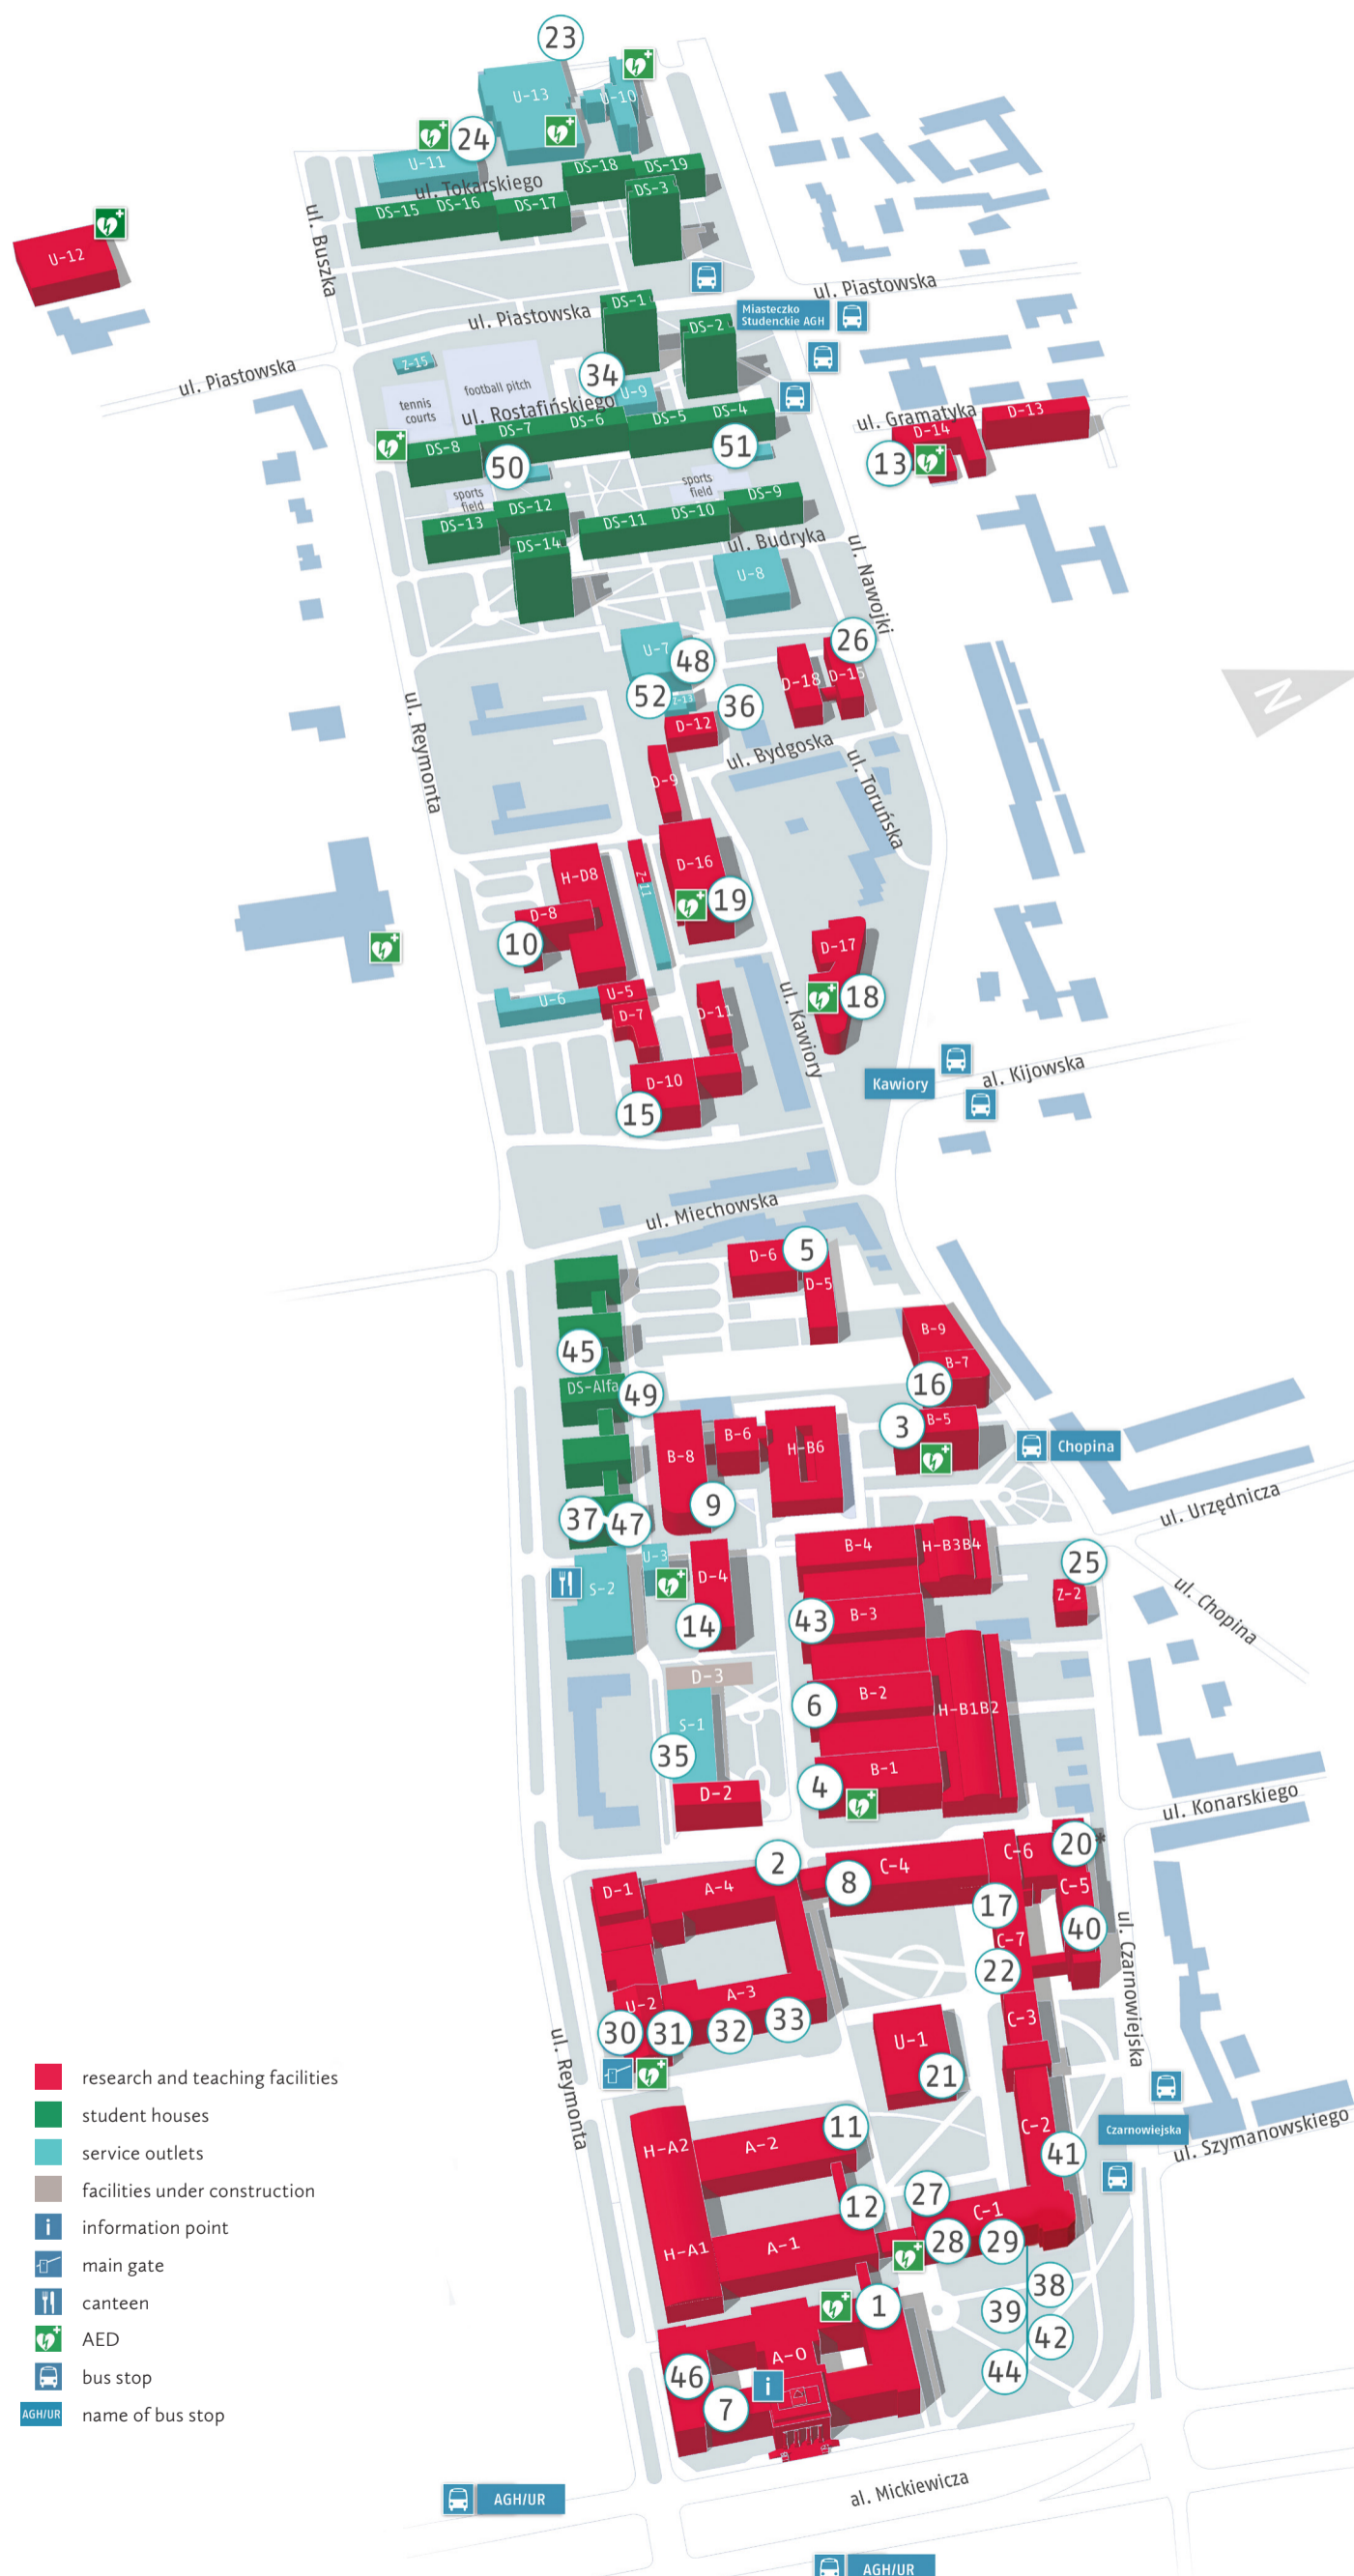 23
U-13
U-10
24
U-11
DS-18
DS-19
ul. Tokarskiego
DS-3
DS-15
DS-16
DS-17
ul. Buszka
U-12
ul. Piastowska
DS-1
ul. Piastowska
Miasteczko
Studenckie AGH
DS-2
ul. Piastowska
Z-15
34
football pitch
U-9
tennis
courts
ul. Rostafińskiego
ul. Gramatyka
D-13
DS-8
DS-7
DS-6
DS-5
DS-4
D-14
13
50
51
sports
field
sports
field
DS-13
DS-12
DS-11
DS-10
DS-9
DS-14
ul. Budryka
ul. Nawojki
U-8
U-7
48
26
D-18
D-15
52
Z-13
36
D-12
ul. Reymonta
N
D-9
ul. Bydgoska
ul. Toruńska
H-D8
Z-11
D-16
19
D-8
10
D-17
18
U-6
U-5
D-7
D-11
ul. Kawiory
D-10
15
Kawiory
al. Kijowska
ul. Miechowska
D-6
5
D-5
B-9
B-7
45
16
DS-Alfa
49
3
B-5
B-8
B-6
H-B6
Chopina
9
37
47
ul. Urzędnicza
U-3
S-2
D-4
B-4
H-B3B4
25
Z-2
ul. Chopina
14
43
B-3
D-3
6
B-2
H-B1B2
S-1
35
4
B-1
D-2
ul. Konarskiego
2
C-4
C-6
20*
D-1
A-4
8
C-5
17
40
C-7
22
ul. Czarnowiejska
U-2
A-3
C-3
30
31
32
33
U-1
21
ul. Reymonta
H-A2
A-2
11
C-2
41
Czarnowiejska
ul. Szymanowskiego
12
27
C-1
H-A1
A-1
28
29
38
1
39
42
A-0
46
44
i
7
al. Mickiewicza
AGH/UR
AGH/UR
research and teaching facilities
student houses
service outlets
facilities under construction
i information point
main gate
canteen
AED
bus stop
AGH/UR name of bus stop